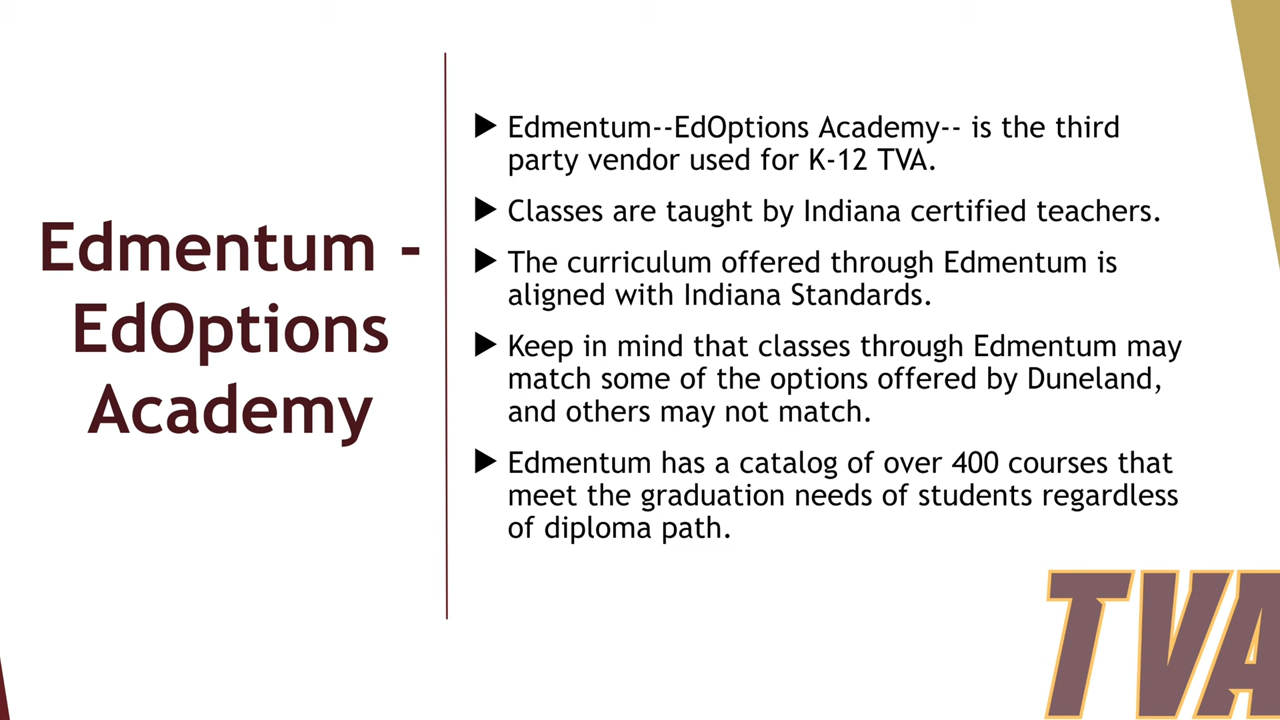 Edmentum -
EdOptions
Academy
Edmentum--EdOptions Academy-- is the third
party vendor used for K-12 TVA.
Classes are taught by Indiana certified teachers.
The curriculum offered through Edmentum is
aligned with Indiana Standards.
Keep in mind that classes through Edmentum may
match some of the options offered by Duneland,
and others may not match.
Edmentum has a catalog of over 400 courses that
meet the graduation needs of students regardless
of diploma path.
TVA